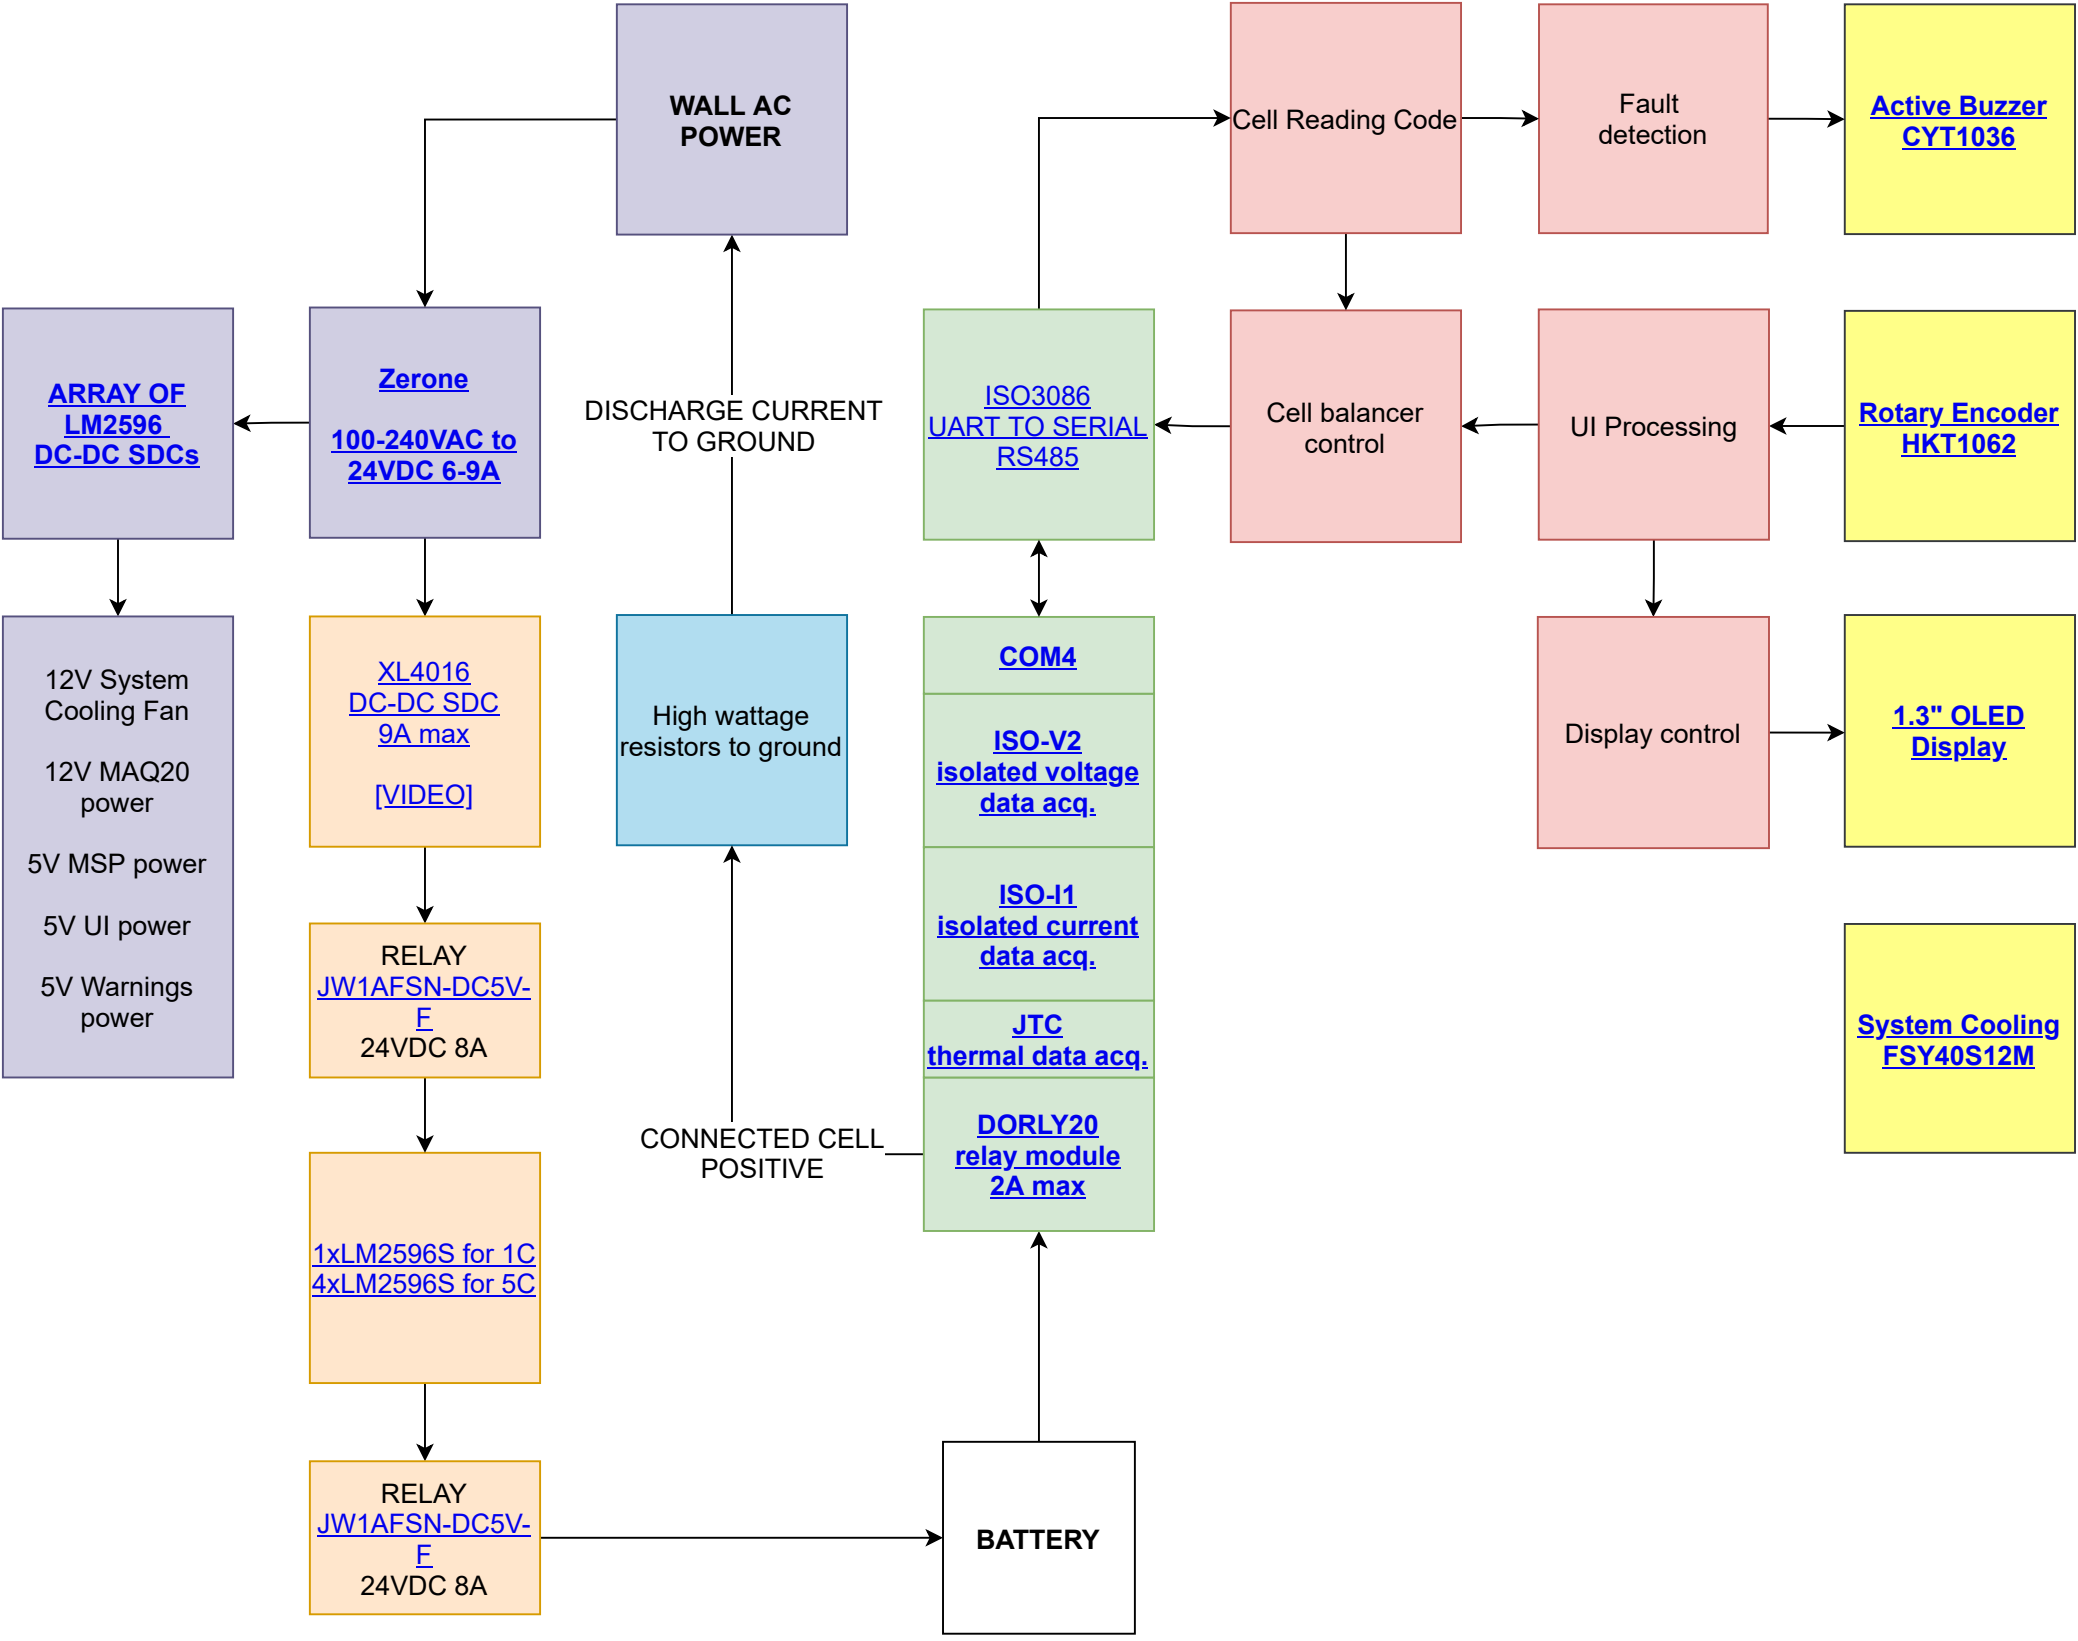 WALL AC
POWER
Cell Reading Code
Fault
detection
Active Buzzer
CYT1036
ARRAY OF
LM2596
DC-DC SDCs
Zerone
100-240VAC to
24VDC 6-9A
DISCHARGE CURRENT
TO GROUND
ISO3086
UART TO SERIAL
RS485
Cell balancer
control
UI Processing
Rotary Encoder
HKT1062
12V System
Cooling Fan
12V MAQ20
power
5V MSP power
5V UI power
5V Warnings
power
XL4016
DC-DC SDC
9A max
[VIDEO]
High wattage
resistors to ground
COM4
ISO-V2
isolated voltage
data acq.
ISO-I1
isolated current
data acq.
JTC
thermal data acq.
DORLY20
relay module
2A max
Display control
1.3" OLED
Display
System Cooling
FSY40S12M
RELAY
JW1AFSN-DC5V-
F
24VDC 8A
CONNECTED CELL
POSITIVE
1xLM2596S for 1C
4xLM2596S for 5C
RELAY
JW1AFSN-DC5V-
F
24VDC 8A
BATTERY